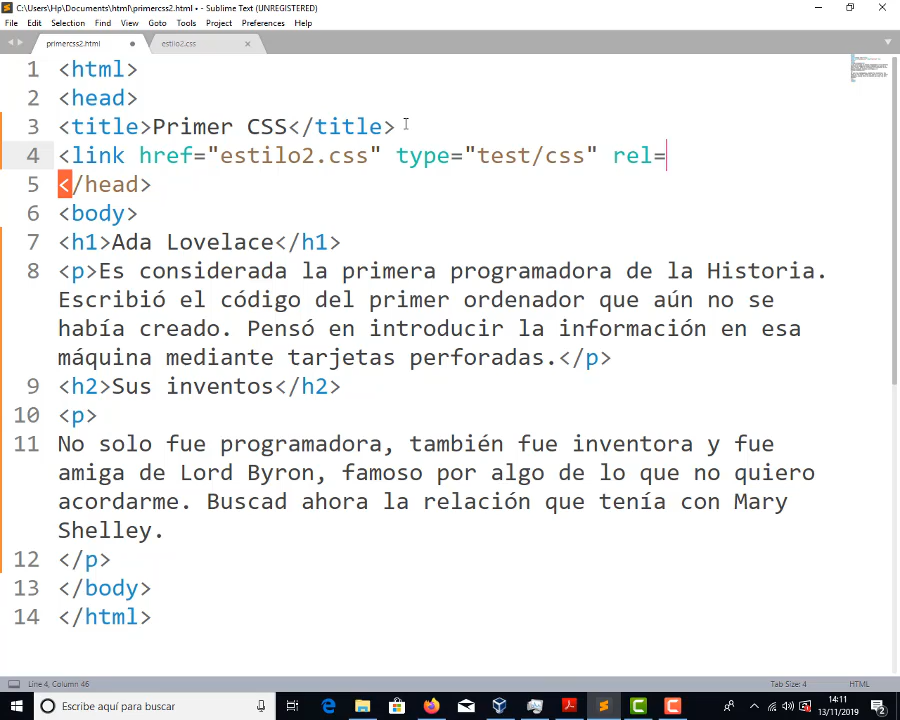 C:\Users\Hp\Documents\html\primercss2.html • - Sublime Text (UNREGISTERED)
File Edit Selection Find View Goto Tools Project Preferences Help
primercss2.html estilo2.css
1 <html>
2 <head>
3 <title>Primer CSS</title>
4 <link href="estilo2.css" type="test/css" rel=
5 </head>
6 <body>
7 <h1>Ada Lovelace</h1>
8 <p>Es considerada la primera programadora de la Historia.
Escribió el código del primer ordenador que aún no se
había creado. Pensó en introducir la información en esa
máquina mediante tarjetas perforadas.</p>
9 <h2>Sus inventos</h2>
10 <p>
11 No solo fue programadora, también fue inventora y fue
amiga de Lord Byron, famoso por algo de lo que no quiero
acordarme. Buscad ahora la relación que tenía con Mary
Shelley.
12 </p>
13 </body>
14 </html>
Line 4, Column 46 Tab Size: 4 HTML
Escribe aquí para buscar
14:11
13/11/2019
2